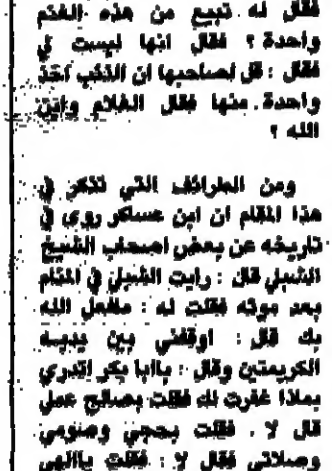 فقال له تبيع من هذه الغنم
واحدة ؟ فقال انها ليست لي
فقال : قل لصاحبها ان الذئب اخذ
واحدة منها فقال الغلام واين
الله ؟
ومن الطرائف التي تذكر في
هذا المقام ان ابن عساكر روى في
تاريخه عن بعض اصحاب الشيخ
الشبلي قال : رايت الشبلي في المنام
بعد موته فقلت له : مافعل الله
بك قال : اوقفني بين يديه
الكريمتين وقال : ياابا بكر اتدري
بماذا غفرت لك فقلت بصالح عملي
قال لا . فقلت بحجي وصومي
وصلاتي فقال لا : فقلت ياالهي